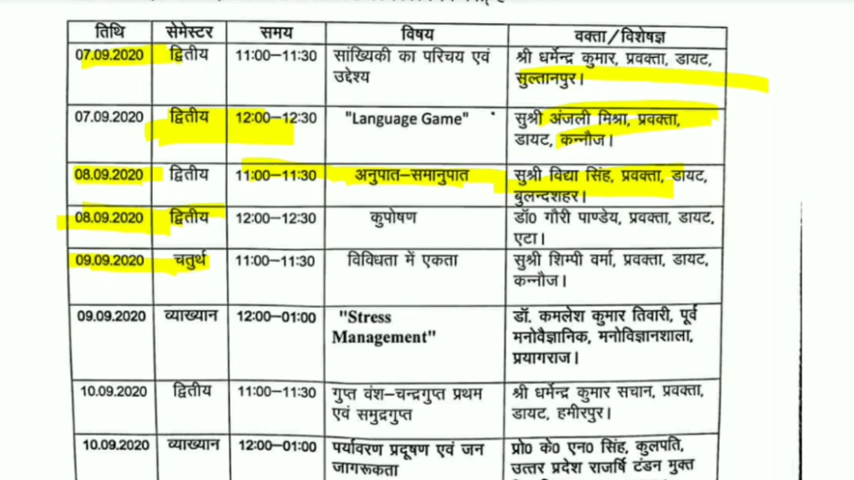 तिथि सेमेस्टर समय विषय वक्ता/विशेषज्ञ
07.09.2020 द्वितीय 11:00–11:30 सांख्यिकी का परिचय एवं श्री धर्मेन्द्र कुमार, प्रवक्ता, डायट,
उद्देश्य सुल्तानपुर।
07.09.2020 द्वितीय 12:00–12:30 "Language Game" सुश्री अंजली मिश्रा, प्रवक्ता,
डायट, कन्नौज।
08.09.2020 द्वितीय 11:00–11:30 अनुपात–समानुपात सुश्री विद्या सिंह, प्रवक्ता, डायट,
बुलन्दशहर।
08.09.2020 द्वितीय 12:00–12:30 कुपोषण डॉ0 गौरी पाण्डेय, प्रवक्ता, डायट,
एटा।
09.09.2020 चतुर्थ 11:00–11:30 विविधता में एकता सुश्री शिम्पी वर्मा, प्रवक्ता, डायट,
कन्नौज।
09.09.2020 व्याख्यान 12:00–01:00 "Stress डॉ. कमलेश कुमार तिवारी, पूर्व
Management" मनोवैज्ञानिक, मनोविज्ञानशाला,
प्रयागराज।
10.09.2020 द्वितीय 11:00–11:30 गुप्त वंश–चन्द्रगुप्त प्रथम श्री धर्मेन्द्र कुमार सचान, प्रवक्ता,
एवं समुद्रगुप्त डायट, हमीरपुर।
10.09.2020 व्याख्यान 12:00–01:00 पर्यावरण प्रदूषण एवं जन प्रो0 के0 एन0 सिंह, कुलपति,
जागरूकता उत्तर प्रदेश राजर्षि टंडन मुक्त